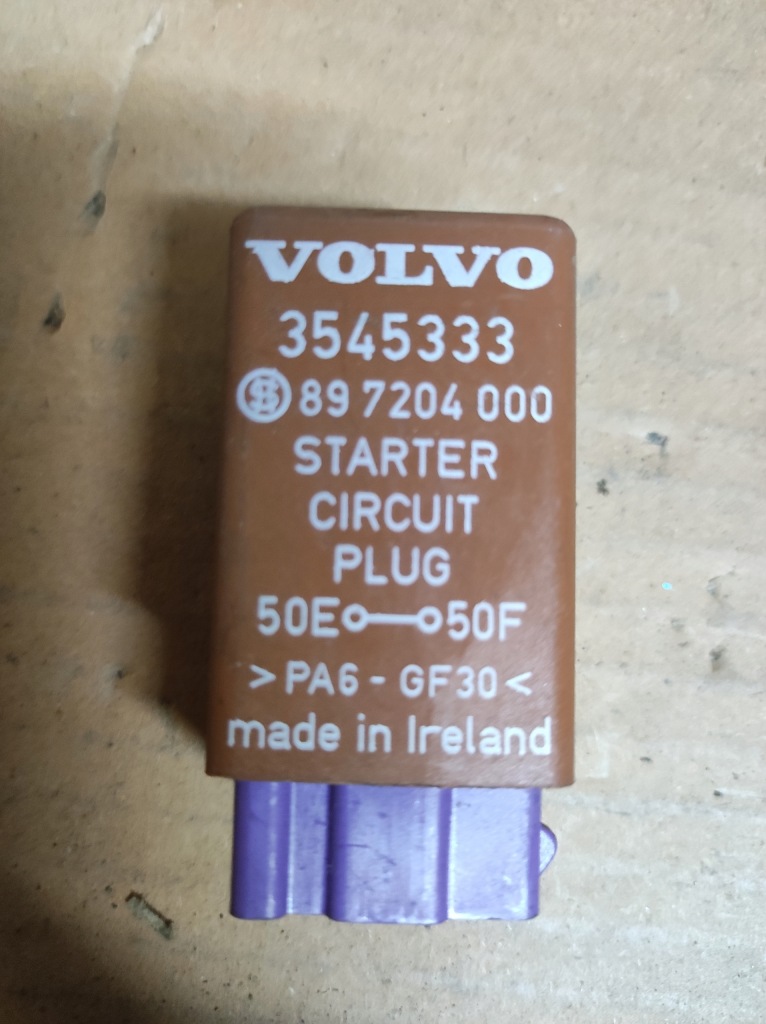 VOLVO
3545333
89 7204 000
STARTER
CIRCUIT
PLUG
50E 50F
>PA6-GF30<
made in Ireland